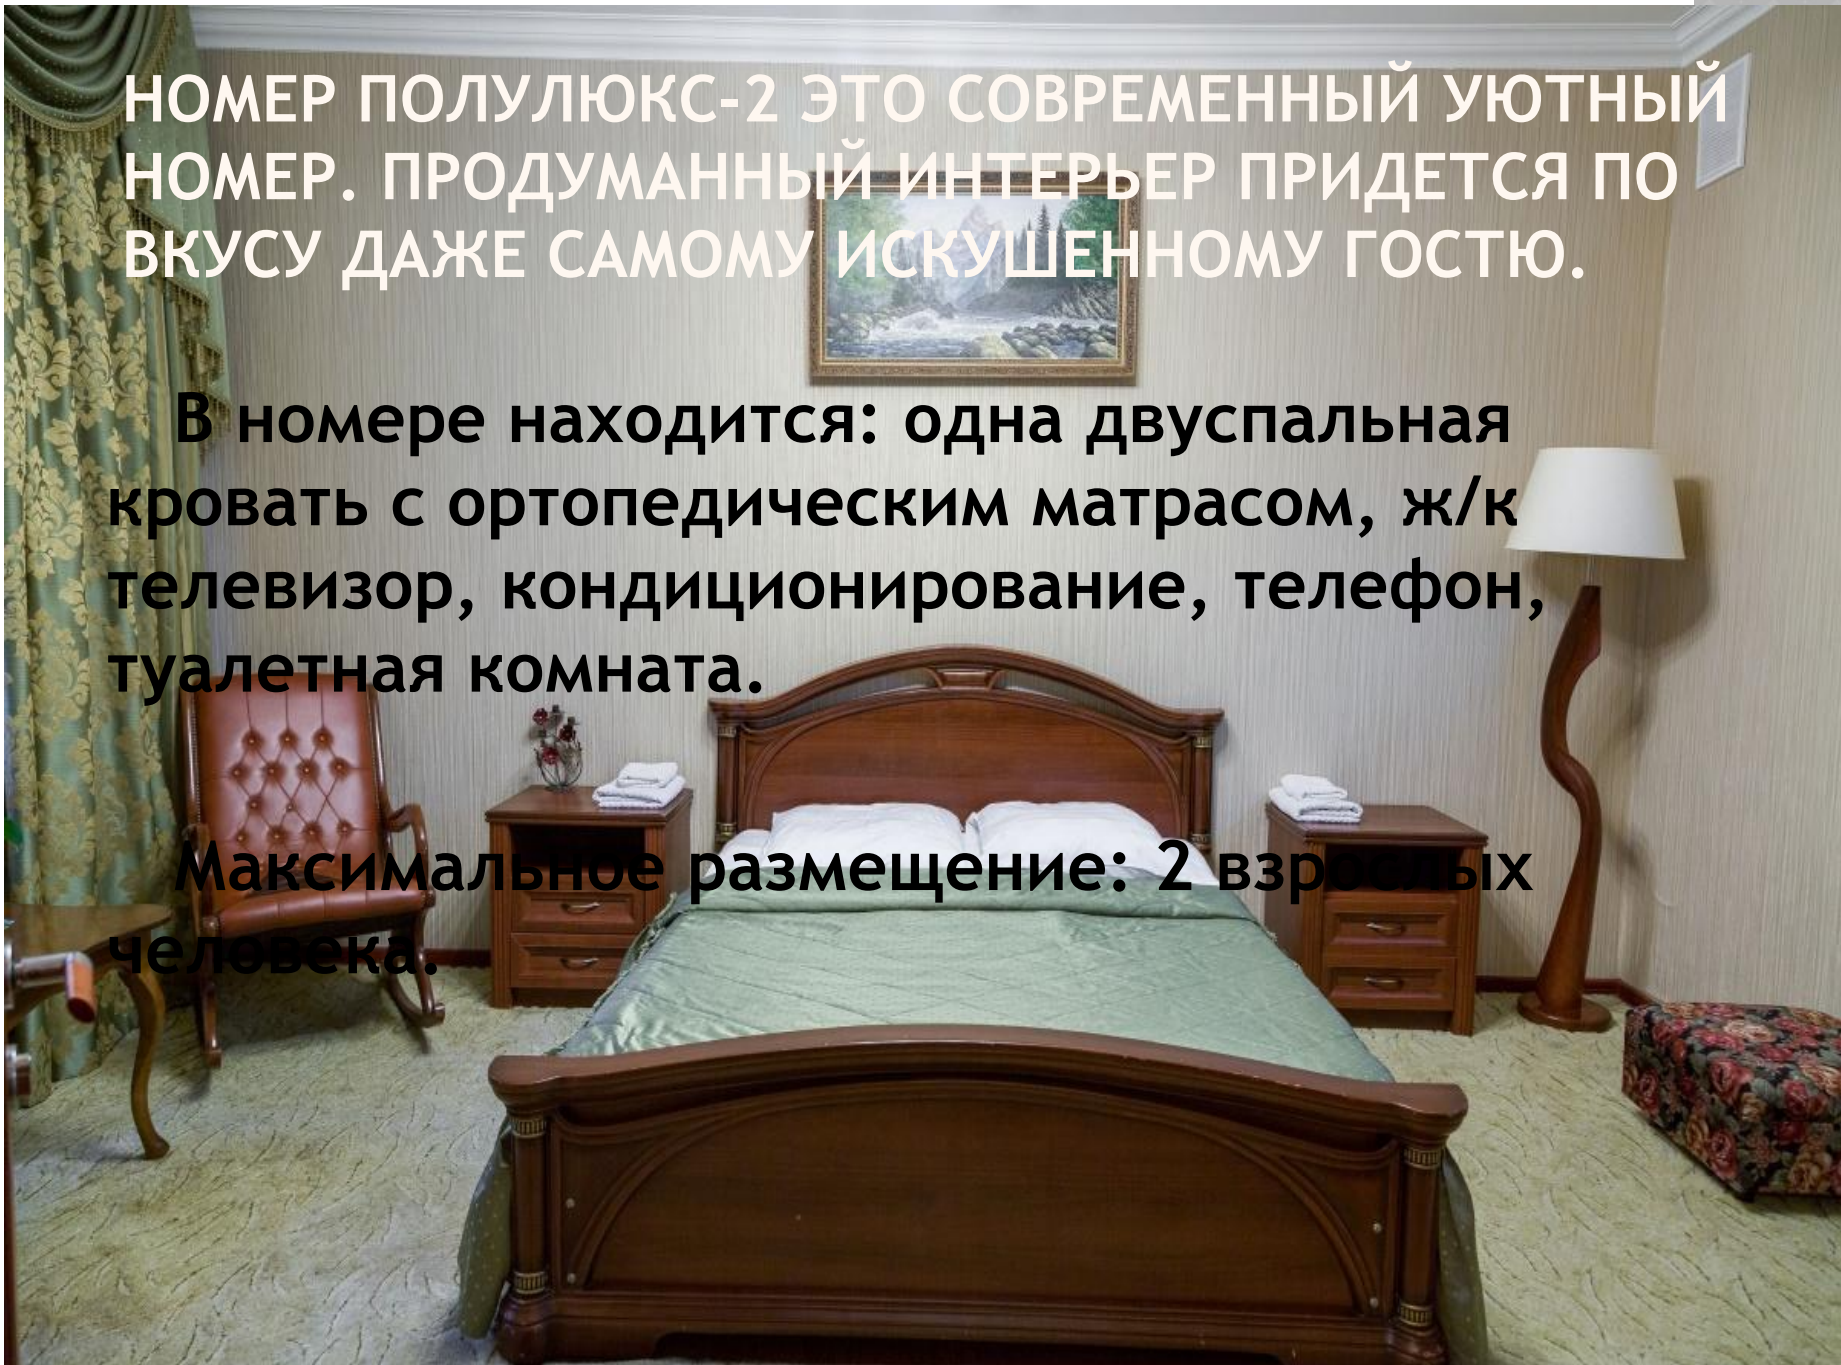 НОМЕР ПОЛУЛЮКС-2 ЭТО СОВРЕМЕННЫЙ УЮТНЫЙ
НОМЕР. ПРОДУМАННЫЙ ИНТЕРЬЕР ПРИДЕТСЯ ПО
ВКУСУ ДАЖЕ САМОМУ ИСКУШЕННОМУ ГОСТЮ.
В номере находится: одна двуспальная
кровать с ортопедическим матрасом, ж/к
телевизор, кондиционирование, телефон,
туалетная комната.
Максимальное размещение: 2 взрослых
человека.